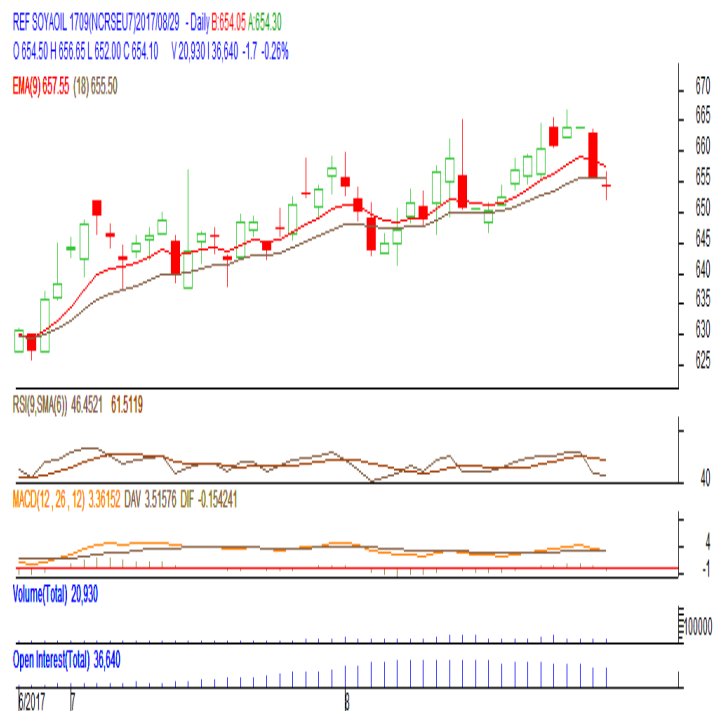 REF SOYAOIL 1709(NCRSEU7)2017/08/29 - Daily B:654.05 A:654.30
O 654.50 H 656.65 L 652.00 C 654.10 V 20,930 I 36,640 -1.7 -0.26%
EMA(9) 657.55 (18) 655.50
670
665
660
655
650
645
640
635
630
625
RSI(9,SMA(6)) 46.4521 61.5119
40
MACD(12 , 26 , 12) 3.36152 DAV 3.51576 DIF -0.154241
4
-1
Volume(Total) 20,930
100000
Open Interest(Total) 36,640
6/2017 7 8